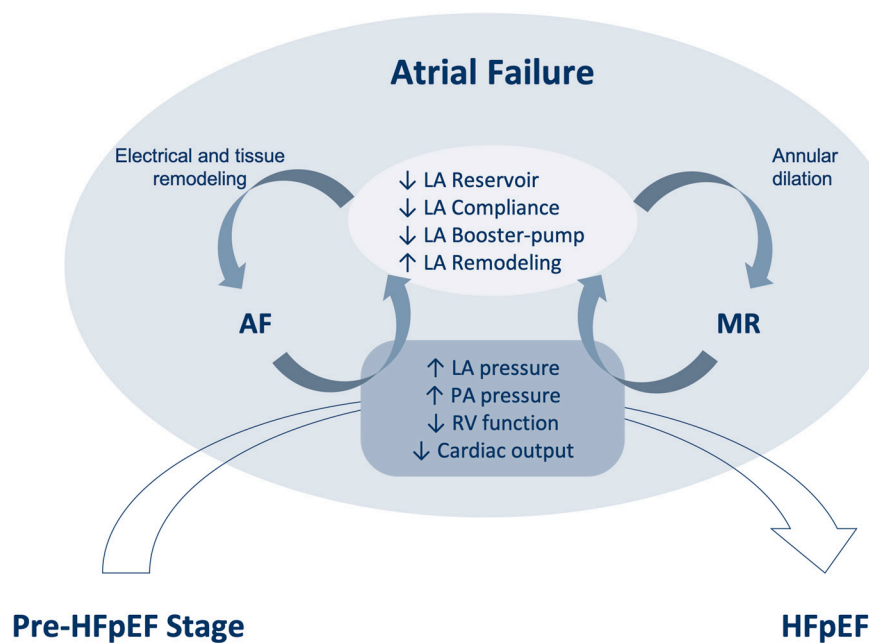 Atrial Failure
Electrical and tissue
remodeling
Annular
dilation
↓ LA Reservoir
↓ LA Compliance
↓ LA Booster-pump
↑ LA Remodeling
AF
MR
↑ LA pressure
↑ PA pressure
↓ RV function
↓ Cardiac output
Pre-HFpEF Stage
HFpEF